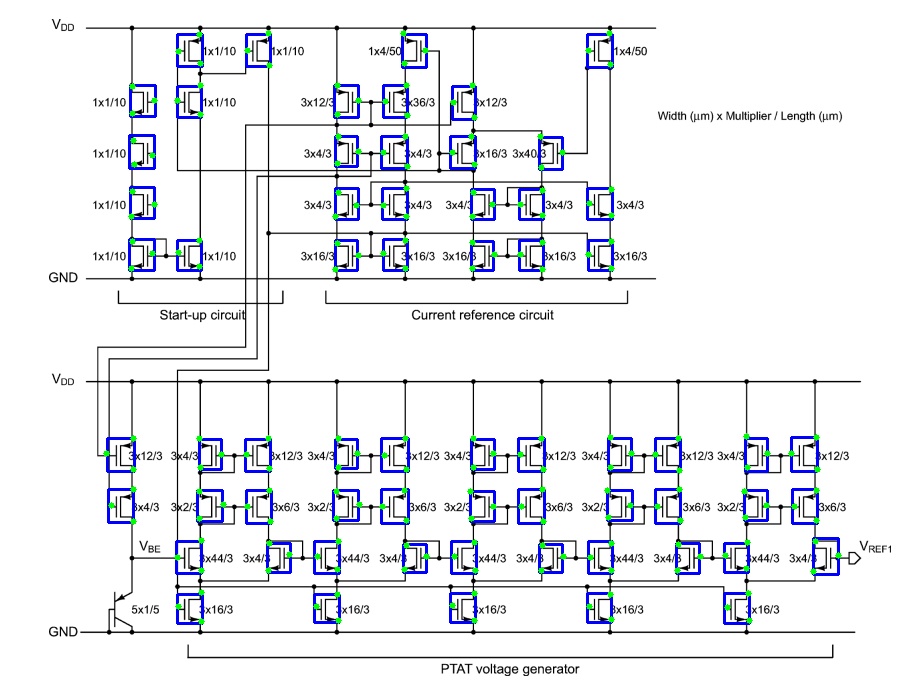 VDD
1x1/10 1x1/10 1x4/50 1x4/50
1x1/10 1x1/10 3x12/3 3x36/3 3x12/3
Width (μm) x Multiplier / Length (μm)
1x1/10 3x4/3 3x4/3 3x16/3 3x40/3
1x1/10 3x4/3 3x4/3 3x4/3 3x4/3 3x4/3
1x1/10 1x1/10 3x16/3 3x16/3 3x16/3 3x16/3 3x16/3
GND
Start-up circuit Current reference circuit
VDD
3x12/3 3x4/3 3x12/3 3x4/3 3x12/3 3x4/3 3x12/3 3x4/3 3x12/3 3x4/3 3x12/3
3x4/3 3x2/3 3x6/3 3x2/3 3x6/3 3x2/3 3x6/3 3x2/3 3x6/3 3x2/3 3x6/3
VBE 3x44/3 3x4/3 3x44/3 3x4/3 3x44/3 3x4/3 3x44/3 3x4/3 3x44/3 3x4/3 VREF1
5x1/5 3x16/3 3x16/3 3x16/3 3x16/3 3x16/3
GND
PTAT voltage generator